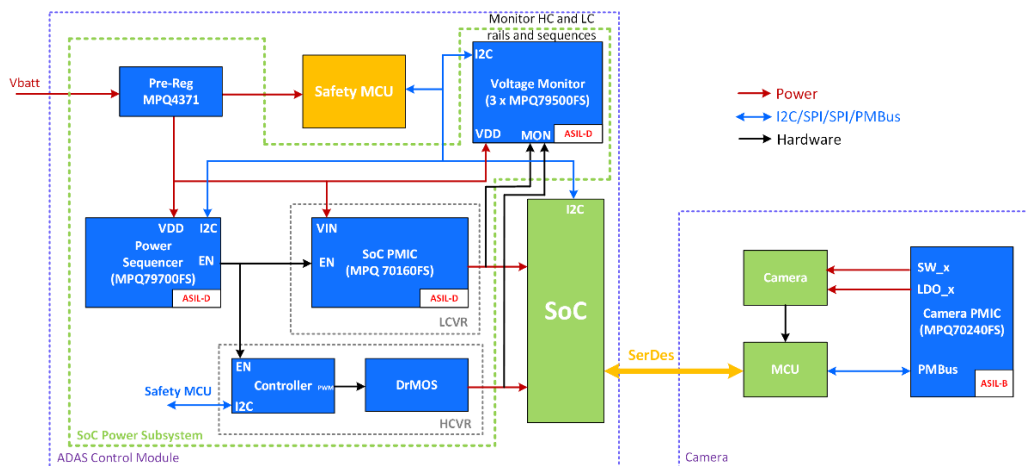 Monitor HC and LC
rails and sequences
Vbatt
Pre-Reg
MPQ4371
Safety MCU
I2C
Voltage Monitor
(3 x MPQ79500FS)
VDD
MON
ASIL-D
Power
I2C/SPI/SPI/PMBus
Hardware
VDD
I2C
Power
Sequencer
EN
(MPQ79700FS)
ASIL-D
VIN
EN
SoC PMIC
(MPQ 70160FS)
ASIL-D
LCVR
I2C
SoC
EN
Controller
PWM
I2C
DrMOS
HCVR
Safety MCU
SoC Power Subsystem
ADAS Control Module
SerDes
Camera
MCU
SW_x
LDO_x
Camera PMIC
(MPQ70240FS)
PMBus
ASIL-B
Camera